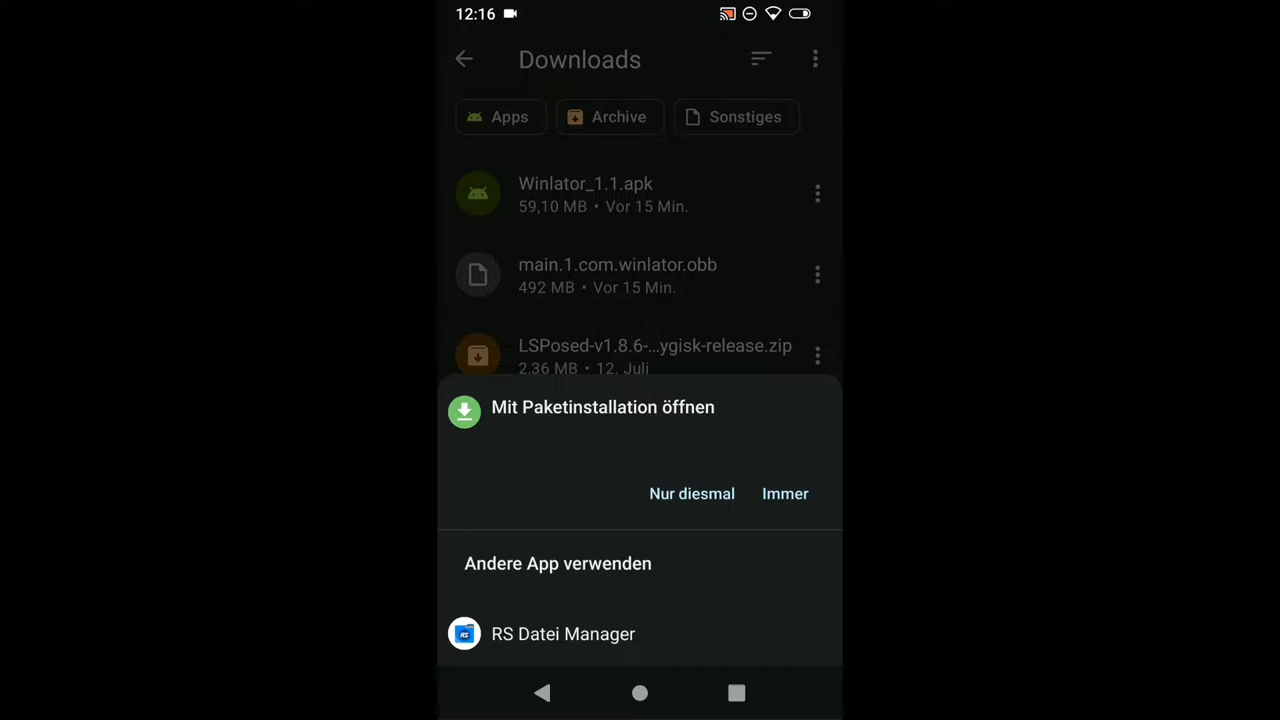 12:16
Downloads
Apps
Archive
Sonstiges
Winlator_1.1.apk
59,10 MB • Vor 15 Min.
main.1.com.winlator.obb
492 MB • Vor 15 Min.
LSPosed-v1.8.6-…ygisk-release.zip
2,36 MB • 12. Juli
Mit Paketinstallation öffnen
Nur diesmal
Immer
Andere App verwenden
RS
RS Datei Manager